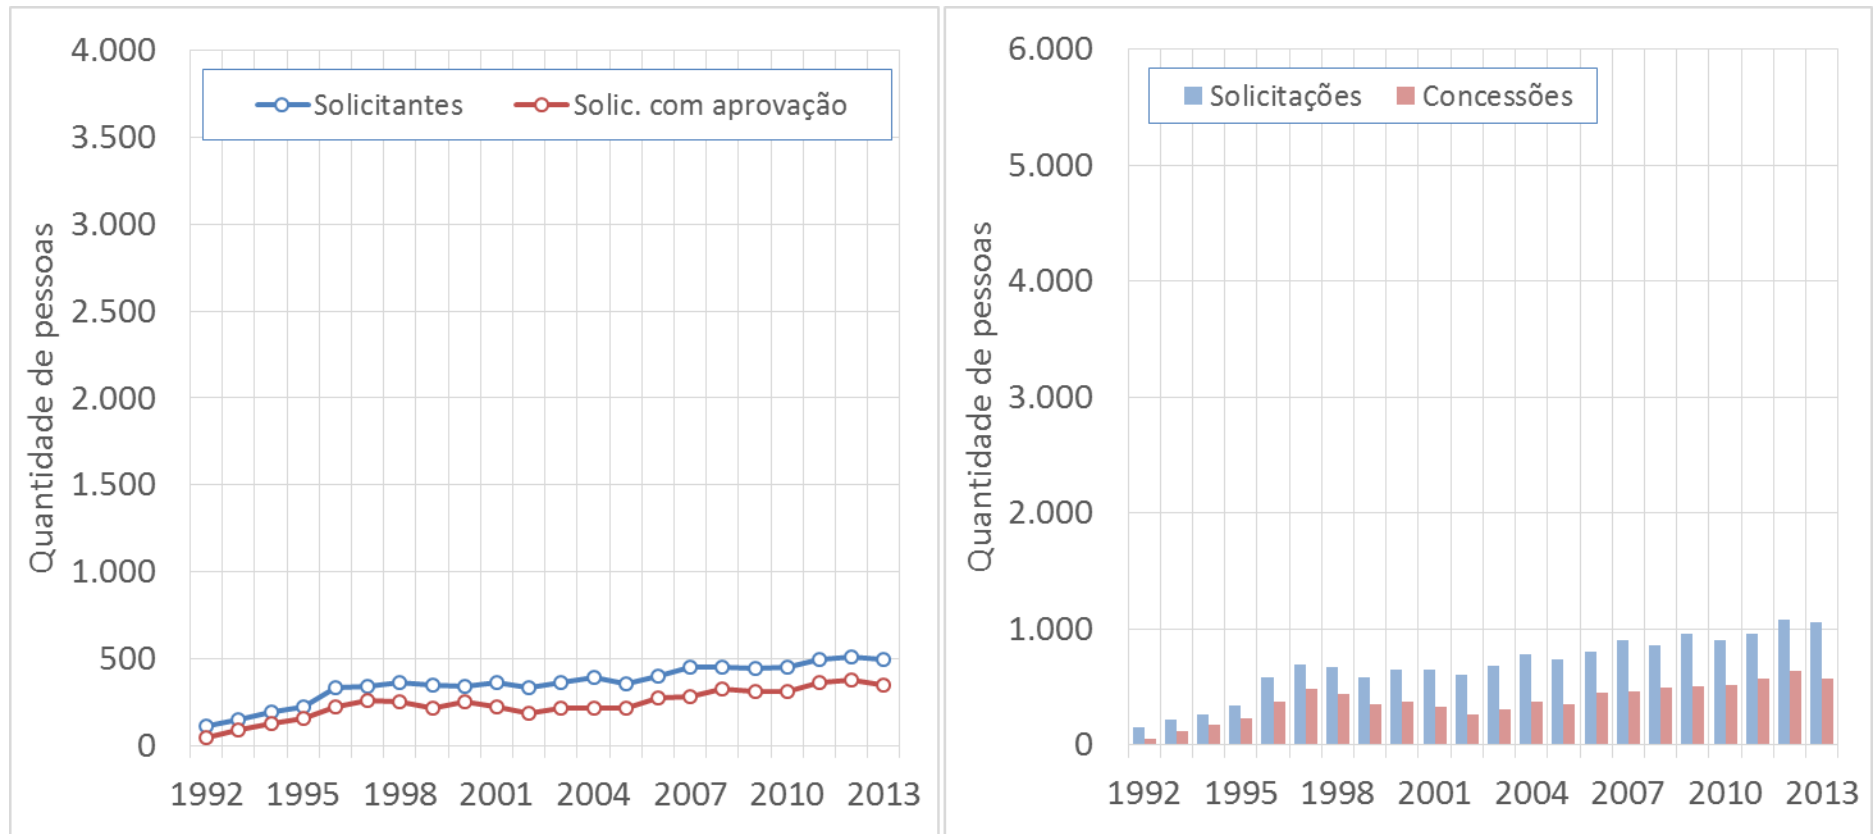 4.000
3.500
3.000
2.500
2.000
1.500
1.000
500
0
Quantidade de pessoas
Solicitantes Solic. com aprovação
1992 1995 1998 2001 2004 2007 2010 2013
6.000
5.000
4.000
3.000
2.000
1.000
0
Quantidade de pessoas
Solicitações Concessões
1992 1995 1998 2001 2004 2007 2010 2013